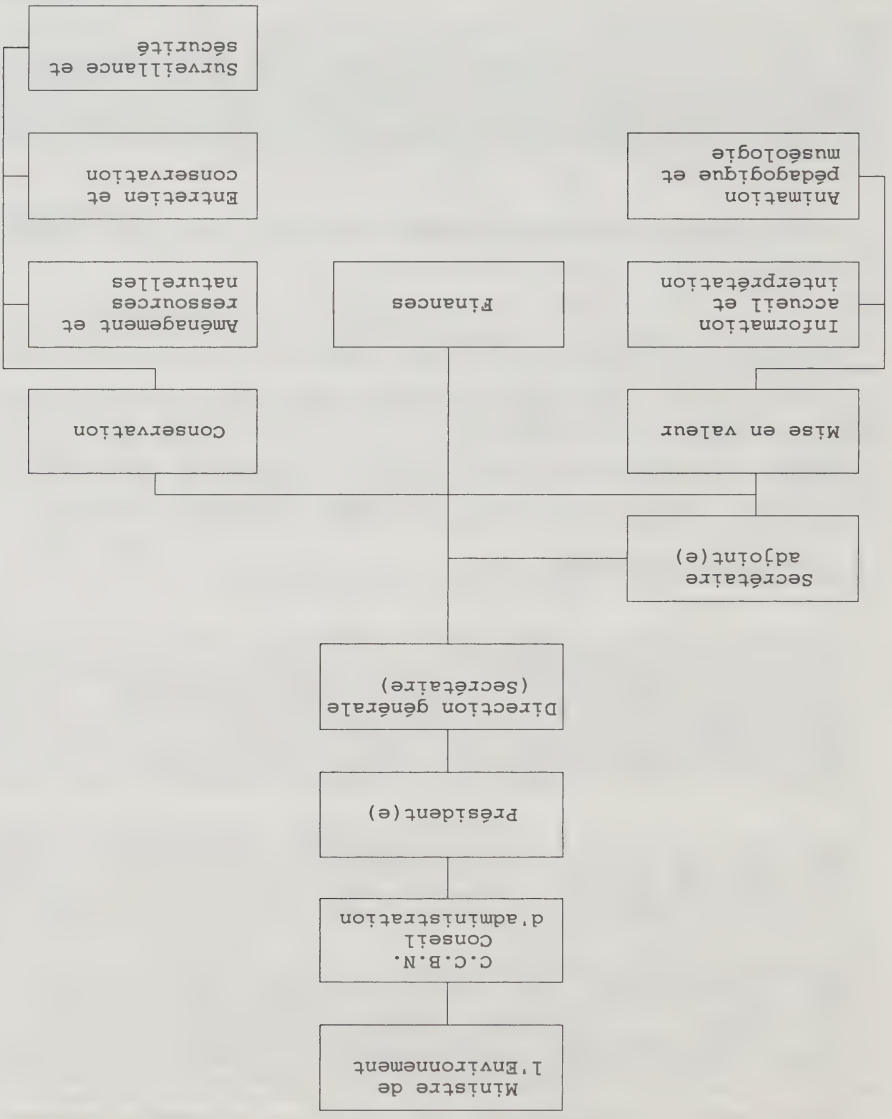 Ministre de
l'Environnement
C.C.B.N.
Conseil
d'administration
Président(e)
Direction générale
(Secrétaire)
Secrétaire
adjoint(e)
Mise en valeur
Conservation
Information
accueil et
interprétation
Finances
Aménagement et
ressources
naturelles
Animation
pédagogique et
muséologie
Entretien et
conservation
Surveillance et
sécurité